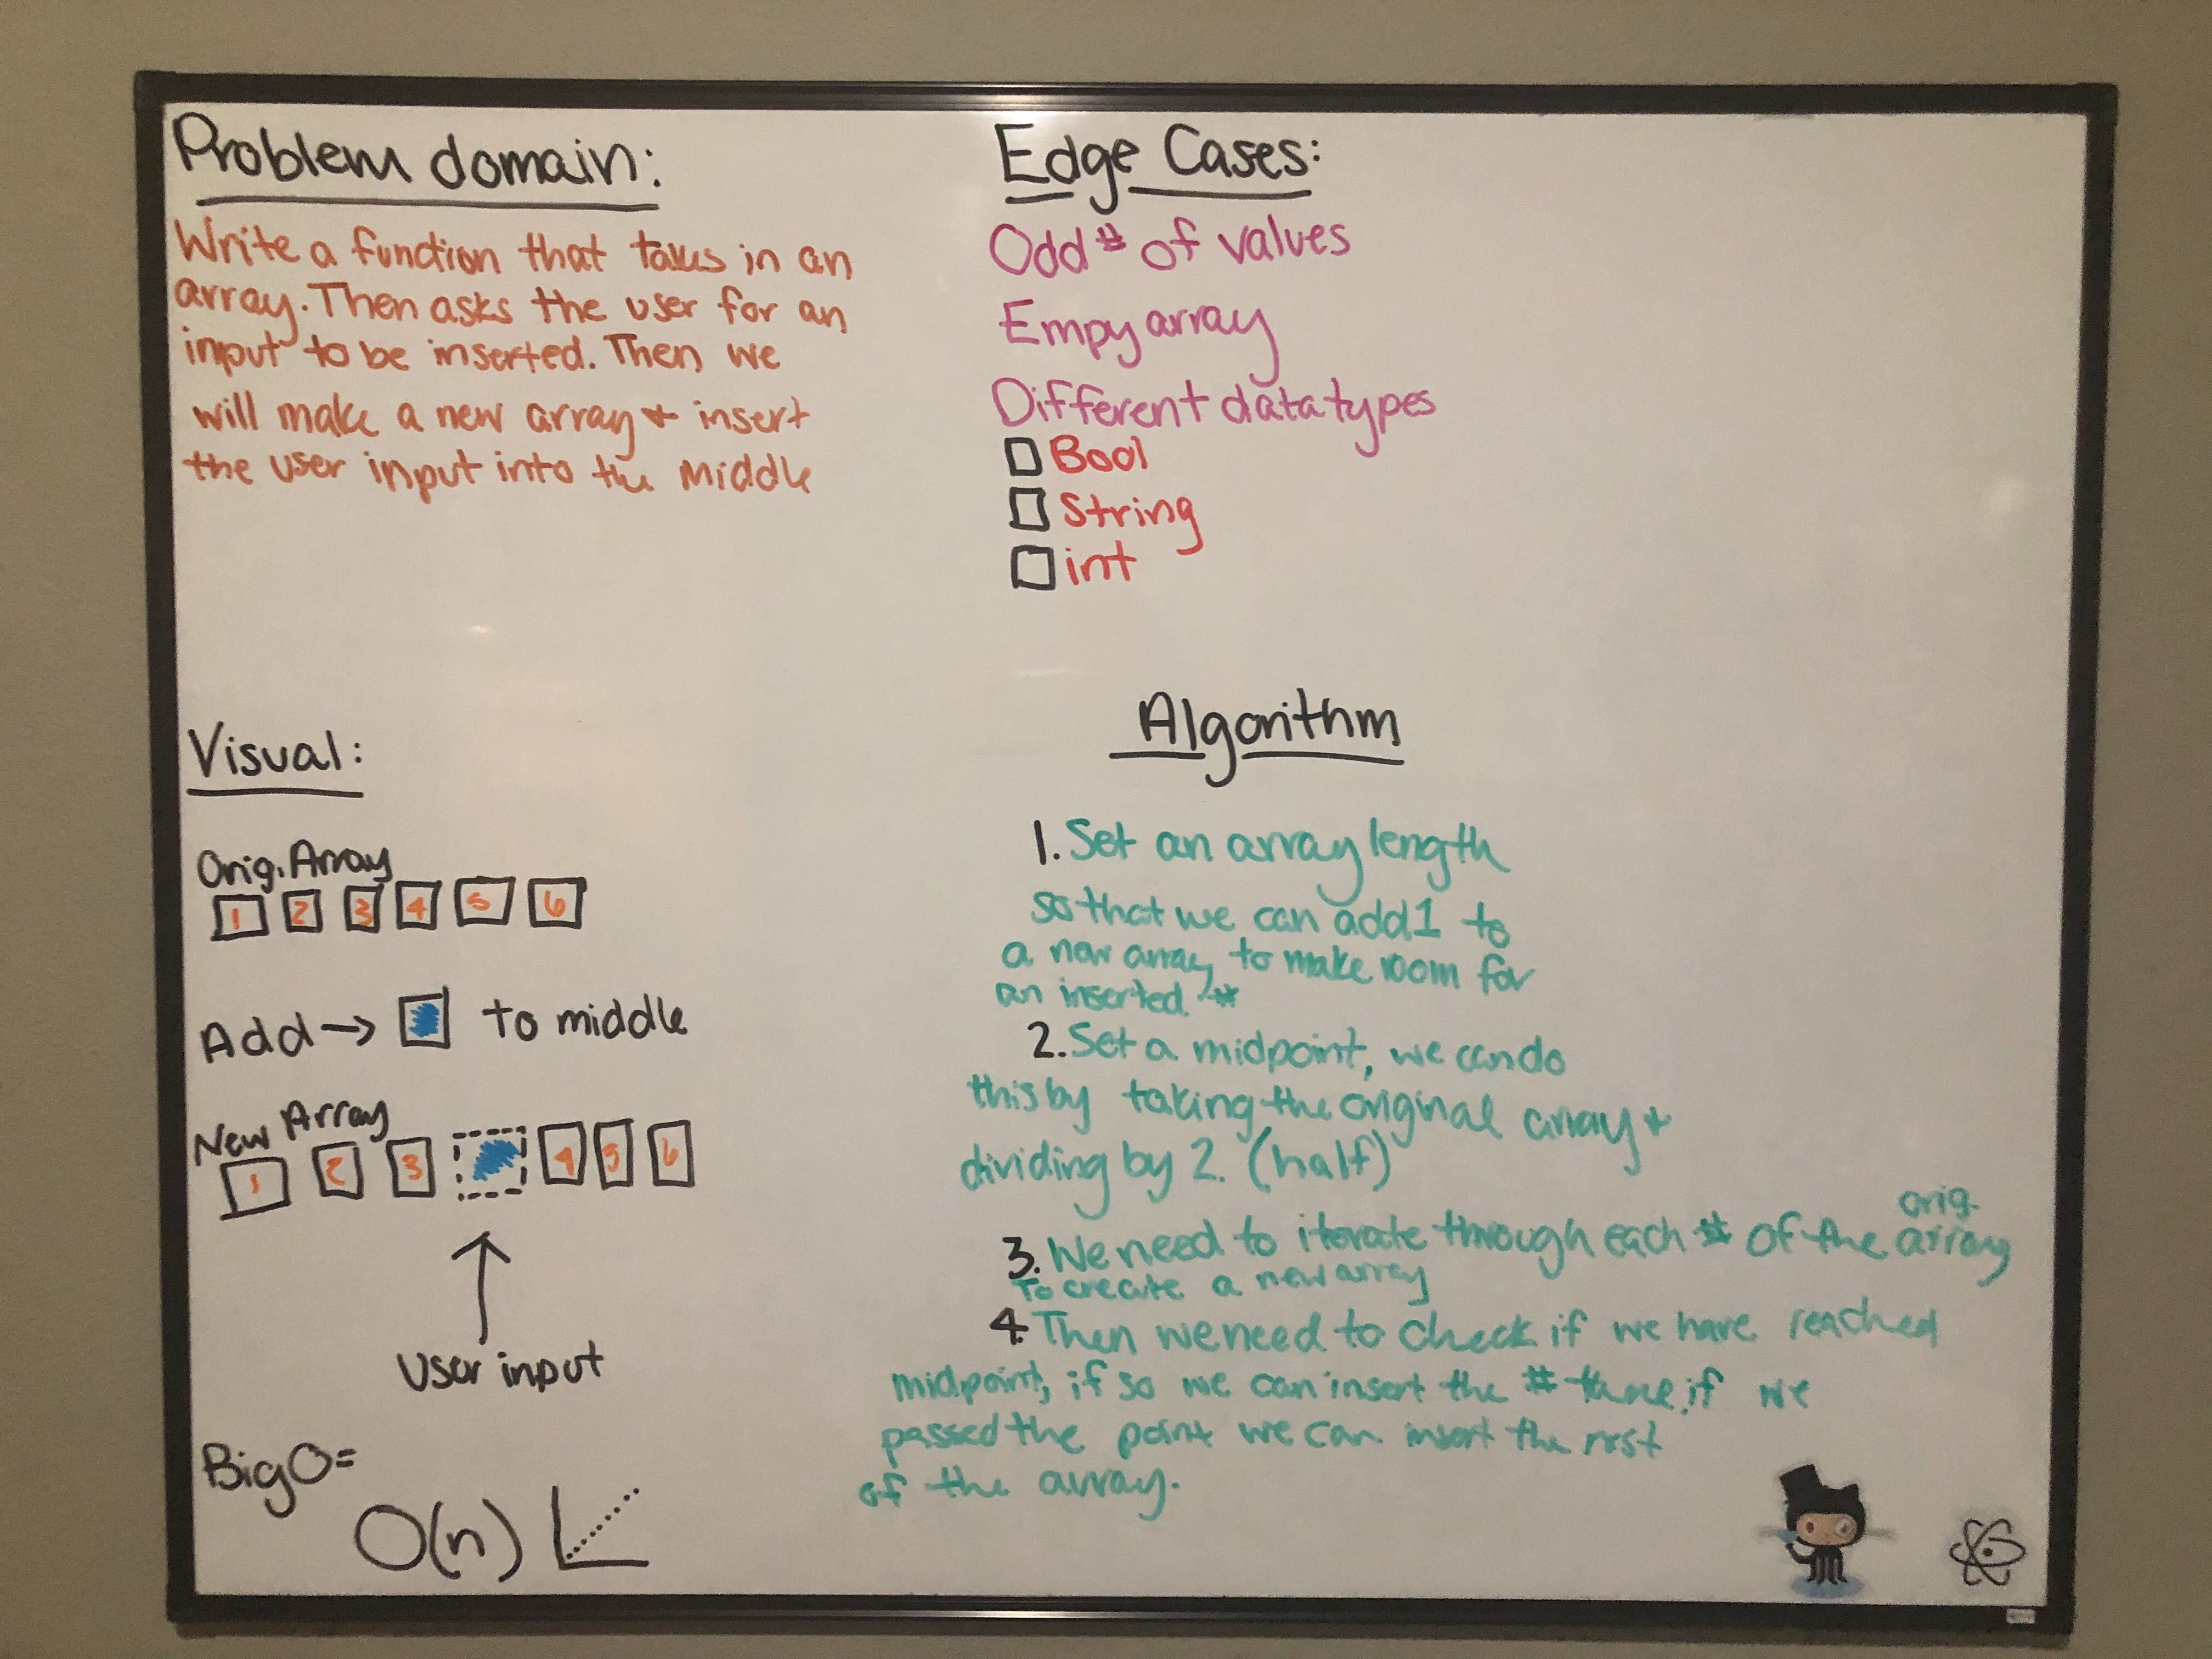 Problem domain:
Write a function that takes in an
array. Then asks the user for an
input to be inserted. Then we
will make a new array + insert
the user input into the middle
Edge Cases:
Odd # of values
Empy array
Different datatypes
Bool
String
int
Visual:
Orig. Array
1 2 3 4 5 6
Add → to middle
New Array
1 2 3 4 5 6
User input
Big O =
O(n)
Algorithm
1. Set an array length
so that we can add 1 to
a new array to make room for
an inserted #
2. Set a midpoint, we can do
this by taking the original array +
dividing by 2. (half)
orig.
3. We need to iterate through each # of the array
To create a new array
4. Then we need to check if we have reached
midpoint, if so we can insert the # there, if we
passed the point we can insert the rest
of the array.